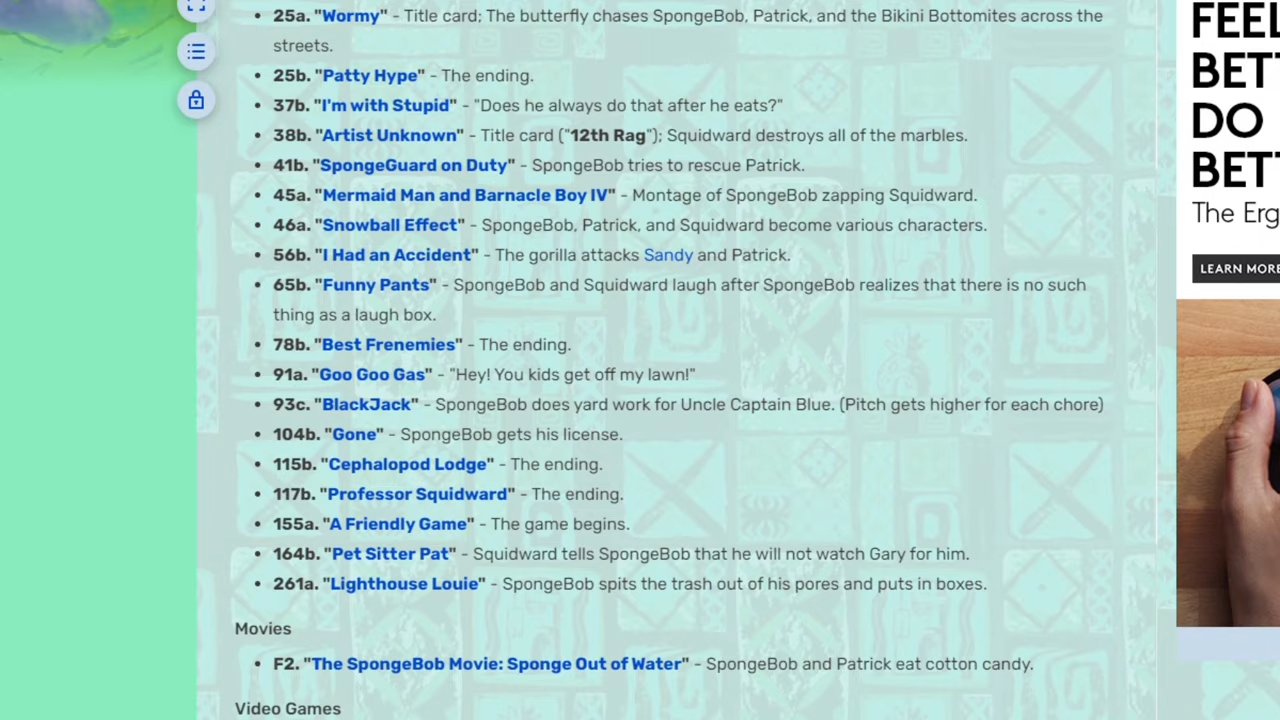 25a. "Wormy" - Title card; The butterfly chases SpongeBob, Patrick, and the Bikini Bottomites across the
streets.
25b. "Patty Hype" - The ending.
37b. "I'm with Stupid" - "Does he always do that after he eats?"
38b. "Artist Unknown" - Title card ("12th Rag"); Squidward destroys all of the marbles.
41b. "SpongeGuard on Duty" - SpongeBob tries to rescue Patrick.
45a. "Mermaid Man and Barnacle Boy IV" - Montage of SpongeBob zapping Squidward.
46a. "Snowball Effect" - SpongeBob, Patrick, and Squidward become various characters.
56b. "I Had an Accident" - The gorilla attacks Sandy and Patrick.
65b. "Funny Pants" - SpongeBob and Squidward laugh after SpongeBob realizes that there is no such
thing as a laugh box.
78b. "Best Frenemies" - The ending.
91a. "Goo Goo Gas" - "Hey! You kids get off my lawn!"
93c. "BlackJack" - SpongeBob does yard work for Uncle Captain Blue. (Pitch gets higher for each chore)
104b. "Gone" - SpongeBob gets his license.
115b. "Cephalopod Lodge" - The ending.
117b. "Professor Squidward" - The ending.
155a. "A Friendly Game" - The game begins.
164b. "Pet Sitter Pat" - Squidward tells SpongeBob that he will not watch Gary for him.
261a. "Lighthouse Louie" - SpongeBob spits the trash out of his pores and puts in boxes.
Movies
F2. "The SpongeBob Movie: Sponge Out of Water" - SpongeBob and Patrick eat cotton candy.
Video Games
FEEL
BETT
DO
BETT
The Erg
LEARN MORE